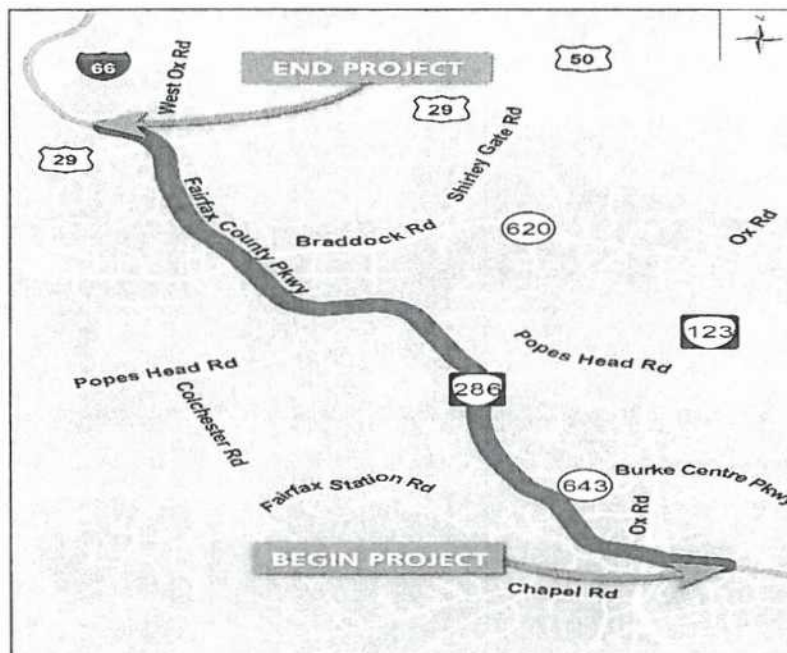 66
West Ox Rd
END PROJECT
50
29
29
Shirley Gate Rd
Fairfax County Pkwy
Braddock Rd
620
Ox Rd
123
Popes Head Rd
Popes Head Rd
286
Colchester Rd
Fairfax Station Rd
643
Burke Centre Pkwy
Ox Rd
BEGIN PROJECT
Chapel Rd